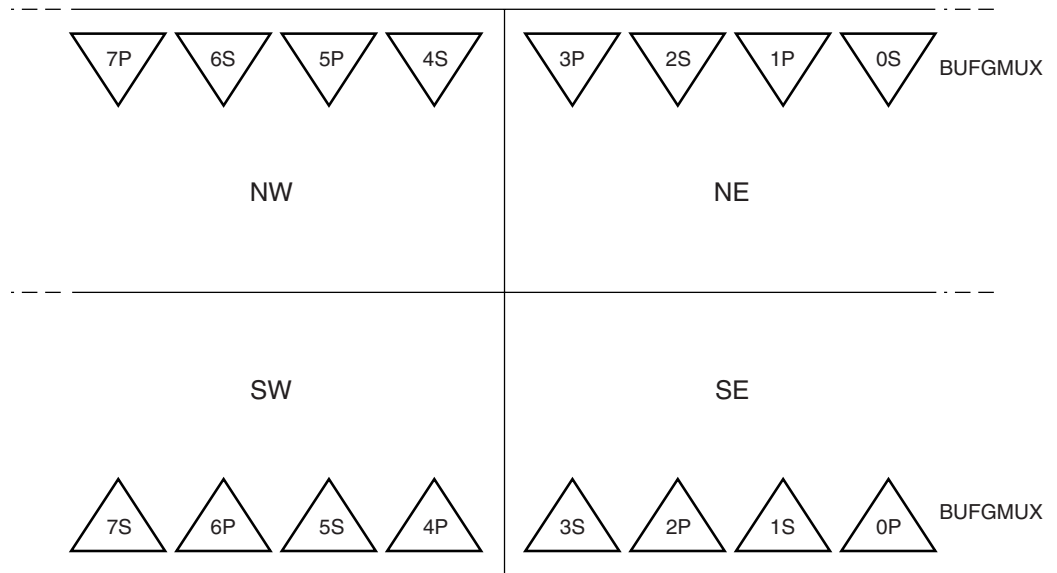 7P 6S 5P 4S 3P 2S 1P 0S BUFGMUX
NW NE
SW SE
7S 6P 5S 4P 3S 2P 1S 0P BUFGMUX